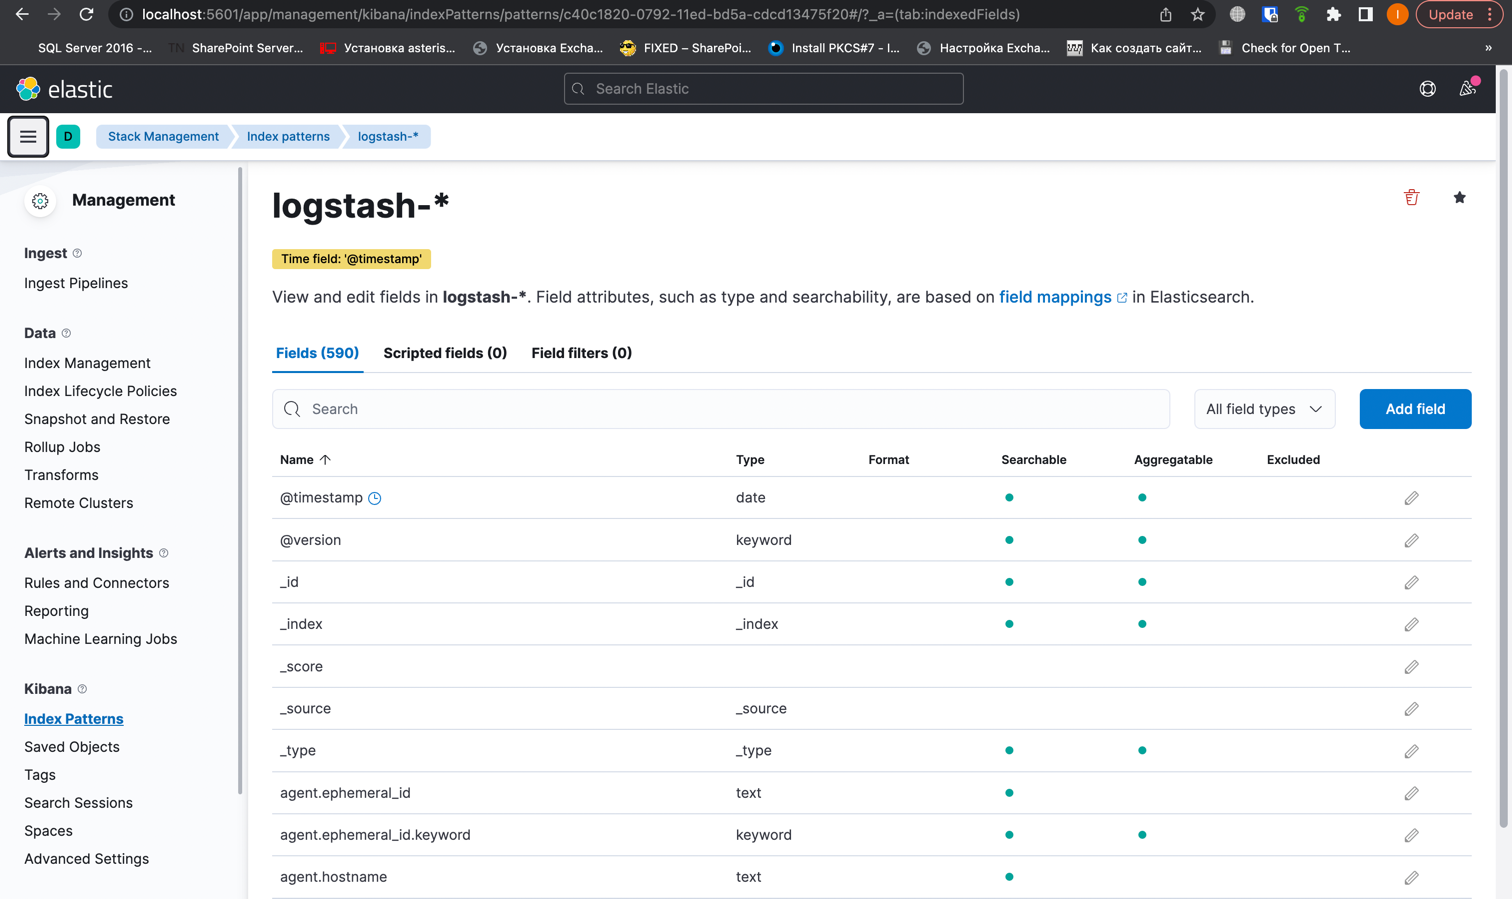 localhost:5601/app/management/kibana/indexPatterns/patterns/c40c1820-0792-11ed-bd5a-cdcd13475f20#/?_a=(tab:indexedFields)
I
Update
SQL Server 2016 -...
TN SharePoint Server...
Установка asteris...
Установка Excha...
FIXED – SharePoi...
Install PKCS#7 - I...
Настройка Excha...
Как создать сайт...
Check for Open T...
»
elastic
Search Elastic
D
Stack Management
Index patterns
logstash-*
Management
Ingest
Ingest Pipelines
Data
Index Management
Index Lifecycle Policies
Snapshot and Restore
Rollup Jobs
Transforms
Remote Clusters
Alerts and Insights
Rules and Connectors
Reporting
Machine Learning Jobs
Kibana
Index Patterns
Saved Objects
Tags
Search Sessions
Spaces
Advanced Settings
logstash-*
Time field: '@timestamp'
View and edit fields in logstash-*. Field attributes, such as type and searchability, are based on field mappings in Elasticsearch.
Fields (590)
Scripted fields (0)
Field filters (0)
Search
All field types
Add field
Name Type Format Searchable Aggregatable Excluded
@timestamp date
@version keyword
_id _id
_index _index
_score
_source _source
_type _type
agent.ephemeral_id text
agent.ephemeral_id.keyword keyword
agent.hostname text